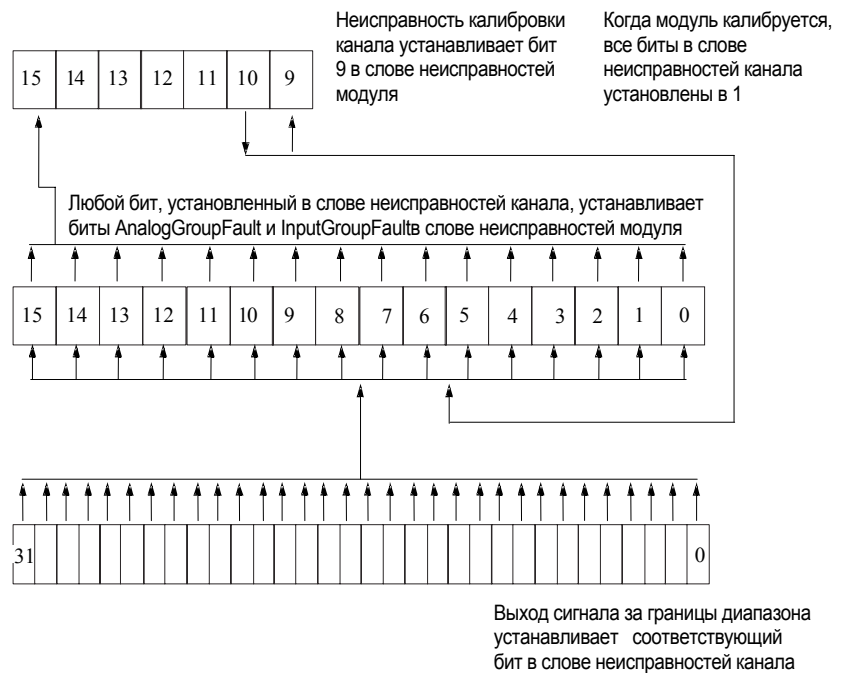 Неисправность калибровки
канала устанавливает бит
9 в слове неисправностей
модуля
Когда модуль калибруется,
все биты в слове
неисправностей канала
установлены в 1
15 14 13 12 11 10 9
Любой бит, установленный в слове неисправностей канала, устанавливает
биты AnalogGroupFault и InputGroupFaultв слове неисправностей модуля
15 14 13 12 11 10 9 8 7 6 5 4 3 2 1 0
31 0
Выход сигнала за границы диапазона
устанавливает соответствующий
бит в слове неисправностей канала